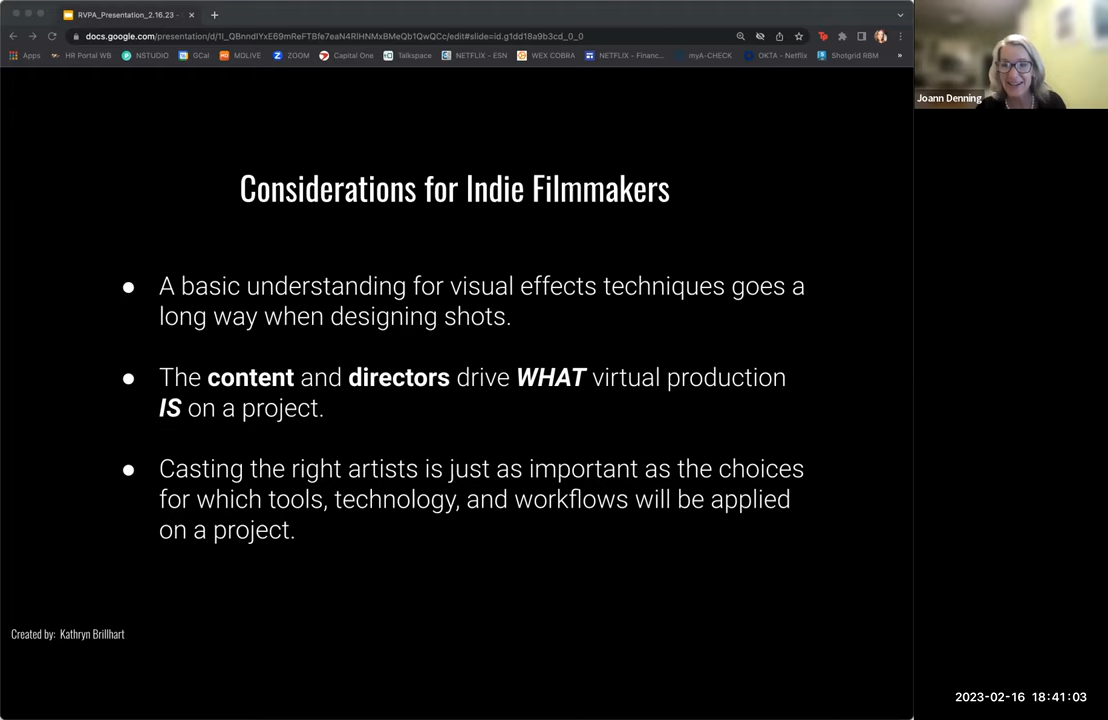 RVPA_Presentation_2.16.23 -
docs.google.com/presentation/d/1I_QBnndIYxE69mReFTBfe7eaN4RlHNMxBMeQb1QwQCc/edit#slide=id.g1dd18a9b3cd_0_0
Apps HR Portal WB NSTUDIO GCal MOLIVE ZOOM Capital One Talkspace NETFLIX - ESN WEX COBRA NETFLIX - Financ... myA-CHECK OKTA - Netflix Shotgrid RBM »
Joann Denning
Considerations for Indie Filmmakers
● A basic understanding for visual effects techniques goes a
long way when designing shots.
● The content and directors drive WHAT virtual production
IS on a project.
● Casting the right artists is just as important as the choices
for which tools, technology, and workflows will be applied
on a project.
Created by: Kathryn Brillhart
2023-02-16 18:41:03